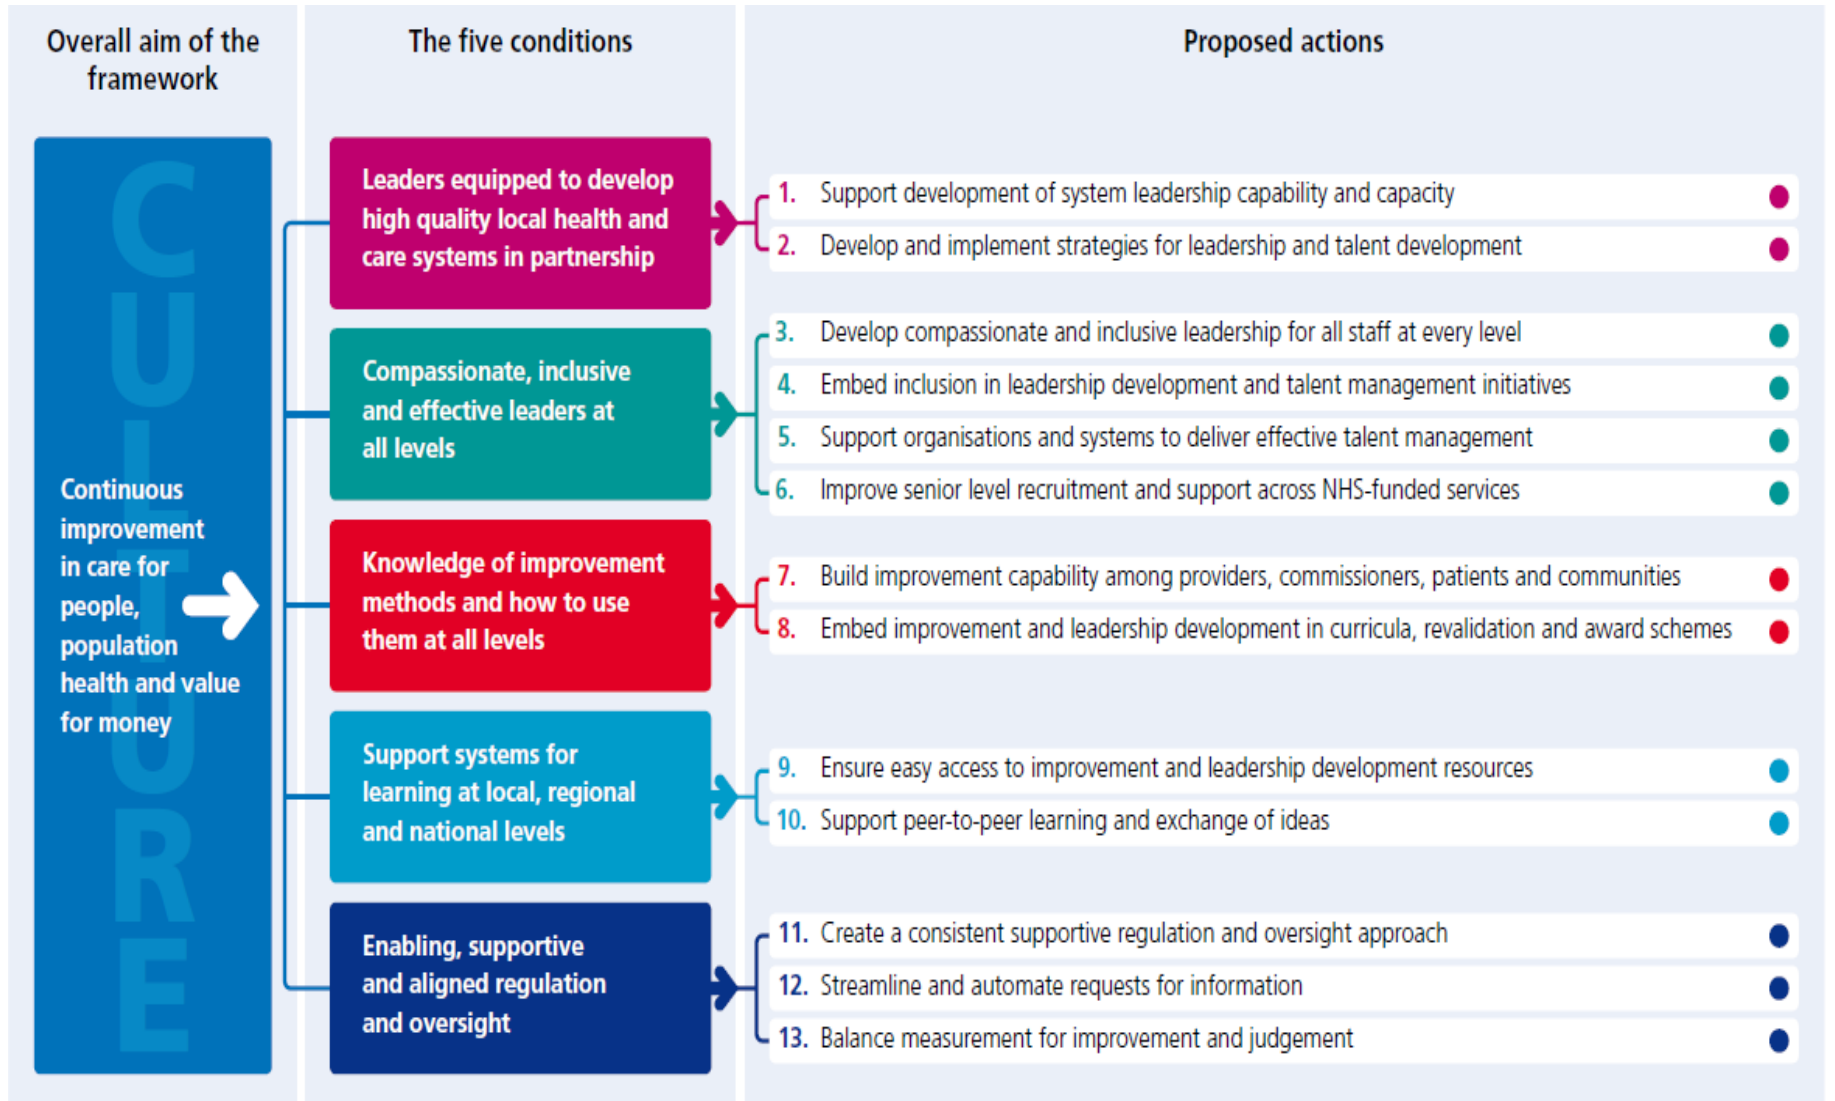 Overall aim of the
framework
The five conditions
Proposed actions
CULTURE
Continuous
improvement
in care for
people,
population
health and value
for money
Leaders equipped to develop
high quality local health and
care systems in partnership
1. Support development of system leadership capability and capacity
2. Develop and implement strategies for leadership and talent development
Compassionate, inclusive
and effective leaders at
all levels
3. Develop compassionate and inclusive leadership for all staff at every level
4. Embed inclusion in leadership development and talent management initiatives
5. Support organisations and systems to deliver effective talent management
6. Improve senior level recruitment and support across NHS-funded services
Knowledge of improvement
methods and how to use
them at all levels
7. Build improvement capability among providers, commissioners, patients and communities
8. Embed improvement and leadership development in curricula, revalidation and award schemes
Support systems for
learning at local, regional
and national levels
9. Ensure easy access to improvement and leadership development resources
10. Support peer-to-peer learning and exchange of ideas
Enabling, supportive
and aligned regulation
and oversight
11. Create a consistent supportive regulation and oversight approach
12. Streamline and automate requests for information
13. Balance measurement for improvement and judgement